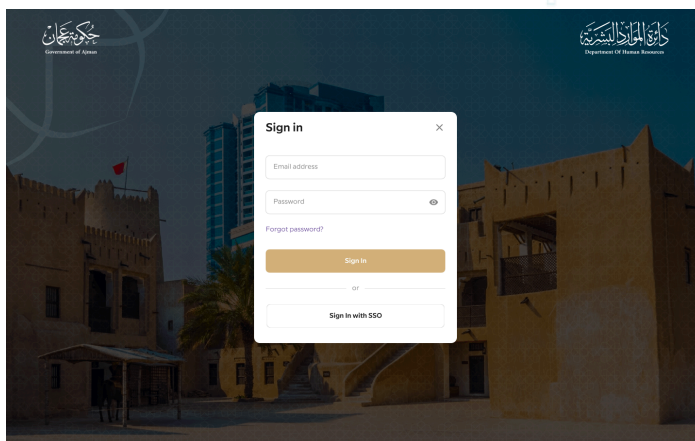 حكومة عجمان
Government of Ajman
دائرة الموارد البشرية
Department Of Human Resources
Sign in
Email address
Password
Forgot password?
Sign In
or
Sign In with SSO